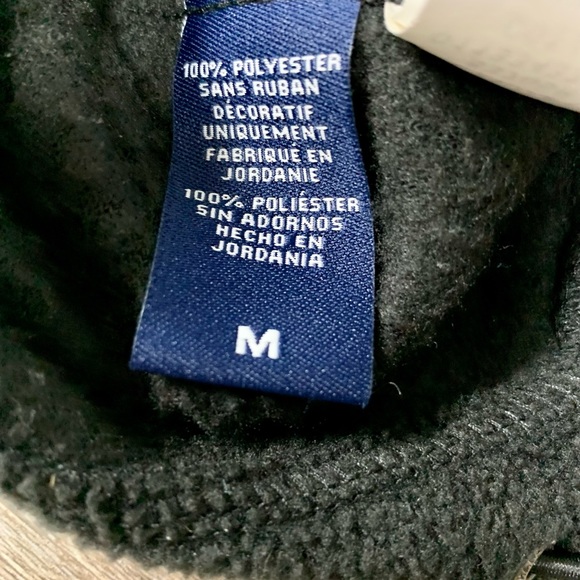 100% POLYESTER
SANS RUBAN
DÉCORATIF
UNIQUEMENT
FABRIQUÉ EN
JORDANIE
100% POLIÉSTER
SIN ADORNOS
HECHO EN
JORDANIA
M